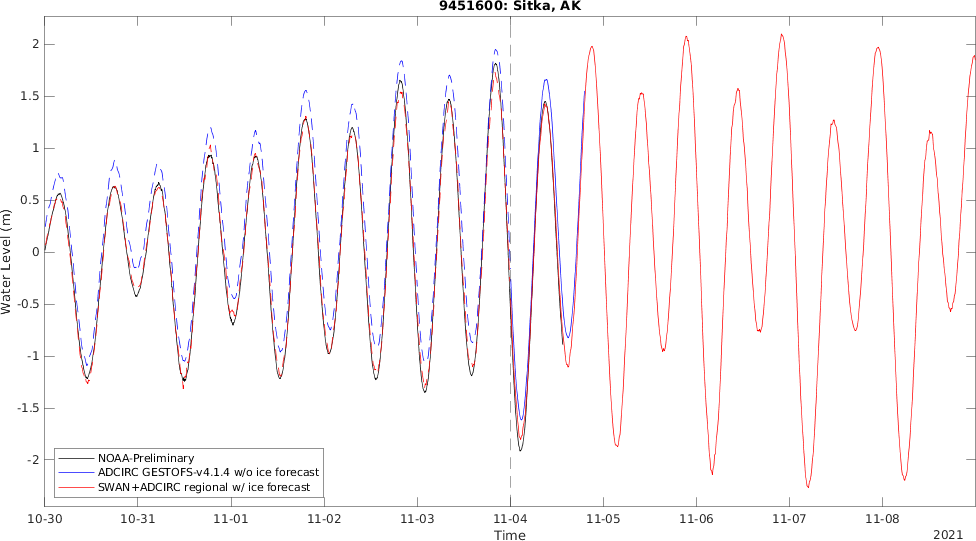 9451600: Sitka, AK
Water Level (m)
2
1.5
1
0.5
0
-0.5
-1
-1.5
-2
NOAA-Preliminary
ADCIRC GESTOFS-v4.1.4 w/o ice forecast
SWAN+ADCIRC regional w/ ice forecast
10-30 10-31 11-01 11-02 11-03 11-04 11-05 11-06 11-07 11-08
Time
2021